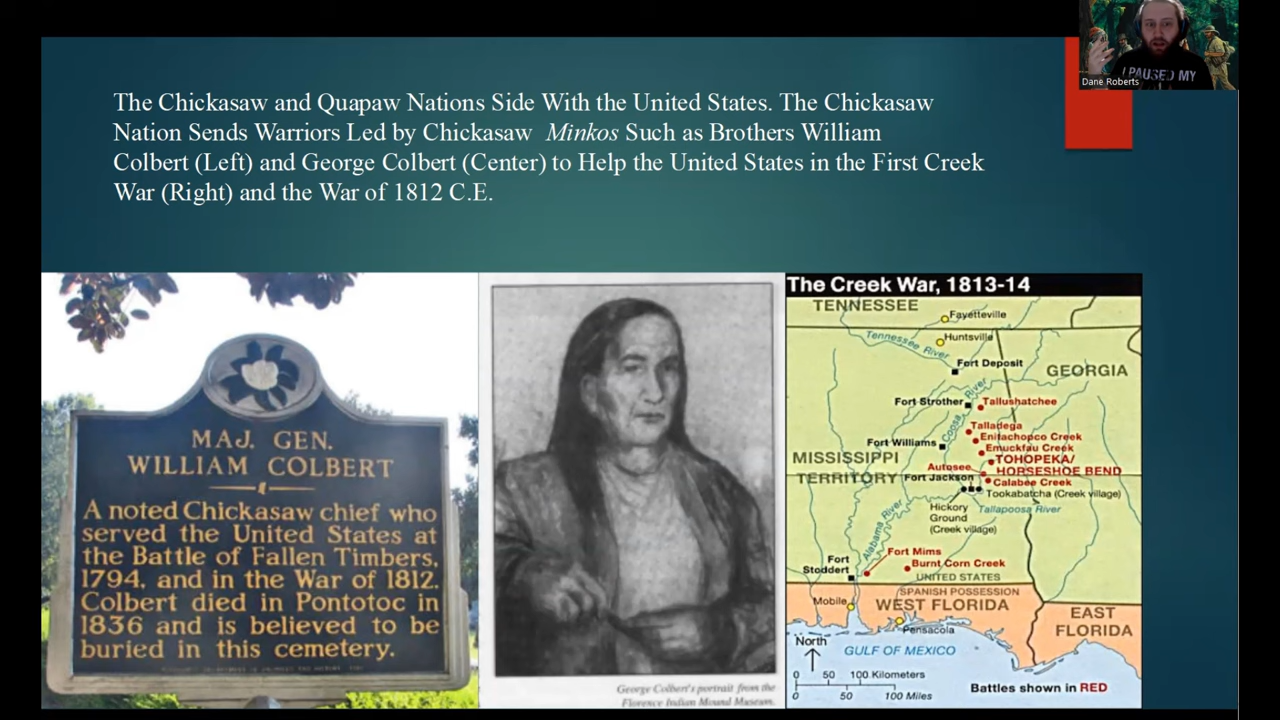 Dane Roberts
I PAUSED MY
The Chickasaw and Quapaw Nations Side With the United States. The Chickasaw
Nation Sends Warriors Led by Chickasaw Minkos Such as Brothers William
Colbert (Left) and George Colbert (Center) to Help the United States in the First Creek
War (Right) and the War of 1812 C.E.
MAJ. GEN.
WILLIAM COLBERT
A noted Chickasaw chief who
served the United States at
the Battle of Fallen Timbers,
1794, and in the War of 1812.
Colbert died in Pontotoc in
1836 and is believed to be
buried in this cemetery.
George Colbert's portrait from the
Florence Indian Mound Museum.
The Creek War, 1813-14
TENNESSEE
Fayetteville
Huntsville
Tennessee River
Fort Deposit
GEORGIA
Fort Strother
Coosa River
Tallushatchee
Talladega
Enitachopco Creek
Fort Williams
Emuckfau Creek
MISSISSIPPI
TERRITORY
TOHOPEKA/
HORSESHOE BEND
Autosee
Fort Jackson
Calabee Creek
Tookabatcha (Creek village)
Hickory
Ground
(Creek village)
Tallapoosa River
Alabama River
Fort Mims
Burnt Corn Creek
Fort
Stoddert
UNITED STATES
SPANISH POSSESSION
Mobile
WEST FLORIDA
EAST
FLORIDA
Pensacola
North
GULF OF MEXICO
0 50 100 Kilometers
0 50 100 Miles
Battles shown in RED